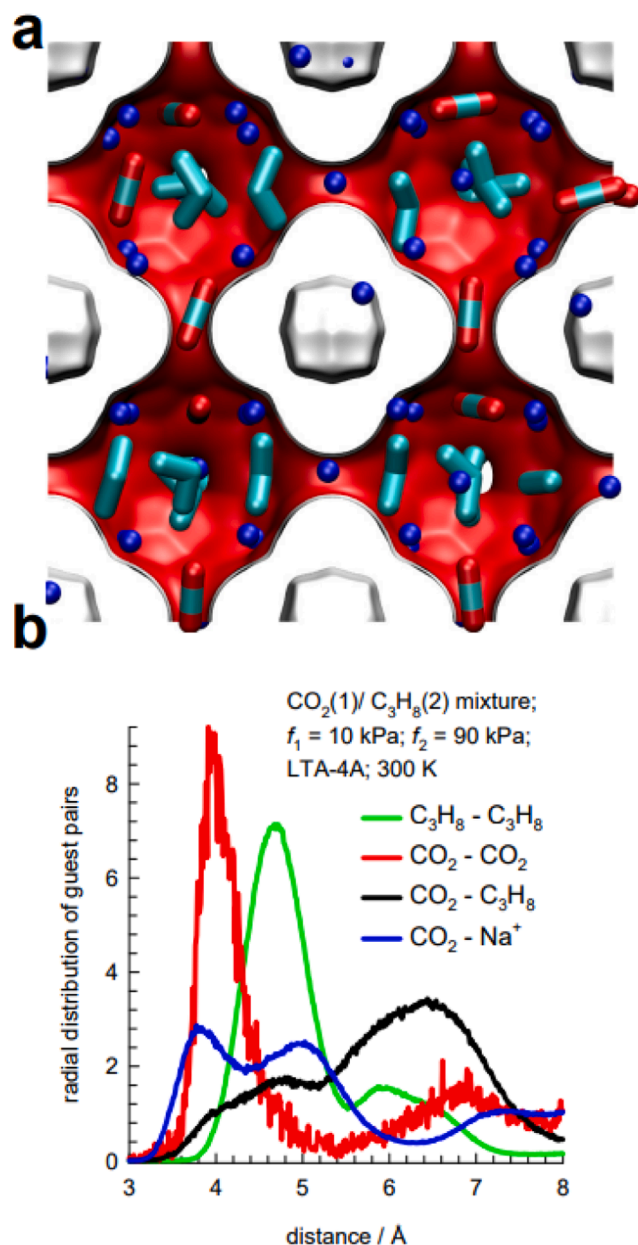 a
b
CO₂(1)/ C₃H₈(2) mixture;
f₁ = 10 kPa; f₂ = 90 kPa;
LTA-4A; 300 K
C₃H₈ - C₃H₈
CO₂ - CO₂
CO₂ - C₃H₈
CO₂ - Na⁺
radial distribution of guest pairs
8
6
4
2
0
3 4 5 6 7 8
distance / Å